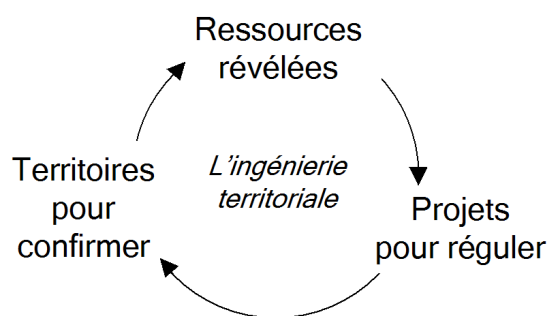 Ressources
révélées
L'ingénierie
territoriale
Territoires
pour
confirmer
Projets
pour réguler